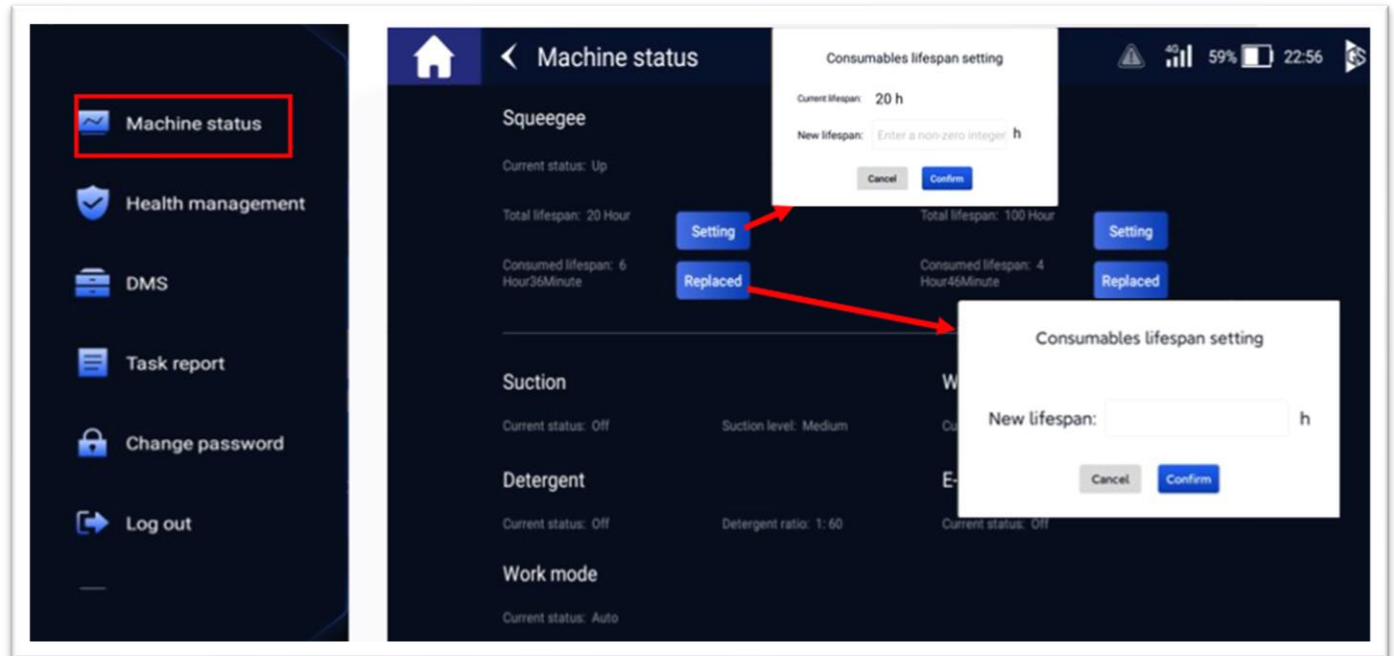 Machine status
Health management
DMS
Task report
Change password
Log out
Machine status
4G
59%
22:56
GS
Squeegee
Current status: Up
Total lifespan: 20 Hour
Setting
Consumed lifespan: 6
Hour36Minute
Replaced
Total lifespan: 100 Hour
Setting
Consumed lifespan: 4
Hour46Minute
Replaced
Consumables lifespan setting
Current lifespan: 20 h
New lifespan: Enter a non-zero integer h
Cancel Confirm
Consumables lifespan setting
New lifespan: h
Cancel Confirm
Suction
Current status: Off Suction level: Medium
Detergent
Current status: Off Detergent ratio: 1:60
E-
Current status: Off
Work mode
Current status: Auto